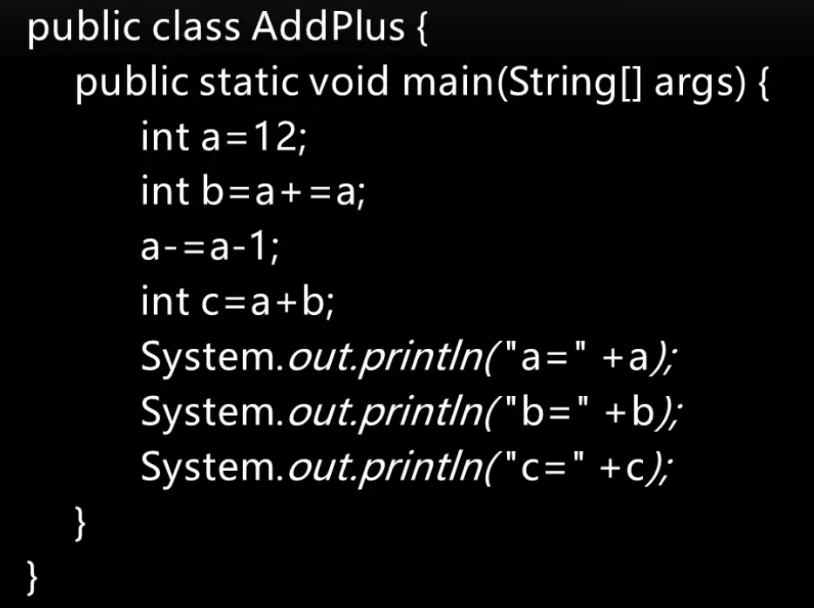 public class AddPlus {
public static void main(String[] args) {
int a=12;
int b=a+=a;
a-=a-1;
int c=a+b;
System.out.println("a=" +a);
System.out.println("b=" +b);
System.out.println("c=" +c);
}
}